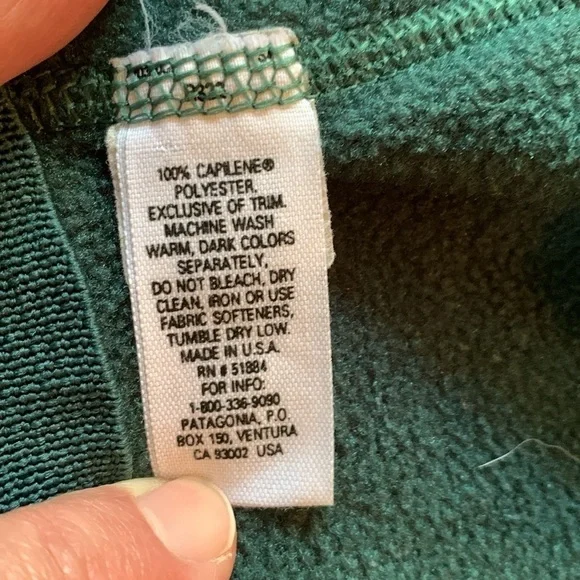 100% CAPILENE®
POLYESTER.
EXCLUSIVE OF TRIM.
MACHINE WASH
WARM, DARK COLORS
SEPARATELY,
DO NOT BLEACH, DRY
CLEAN, IRON OR USE
FABRIC SOFTENERS,
TUMBLE DRY LOW.
MADE IN U.S.A.
RN # 51884
FOR INFO:
1-800-336-9090
PATAGONIA, P.O.
BOX 150, VENTURA
CA 93002 USA